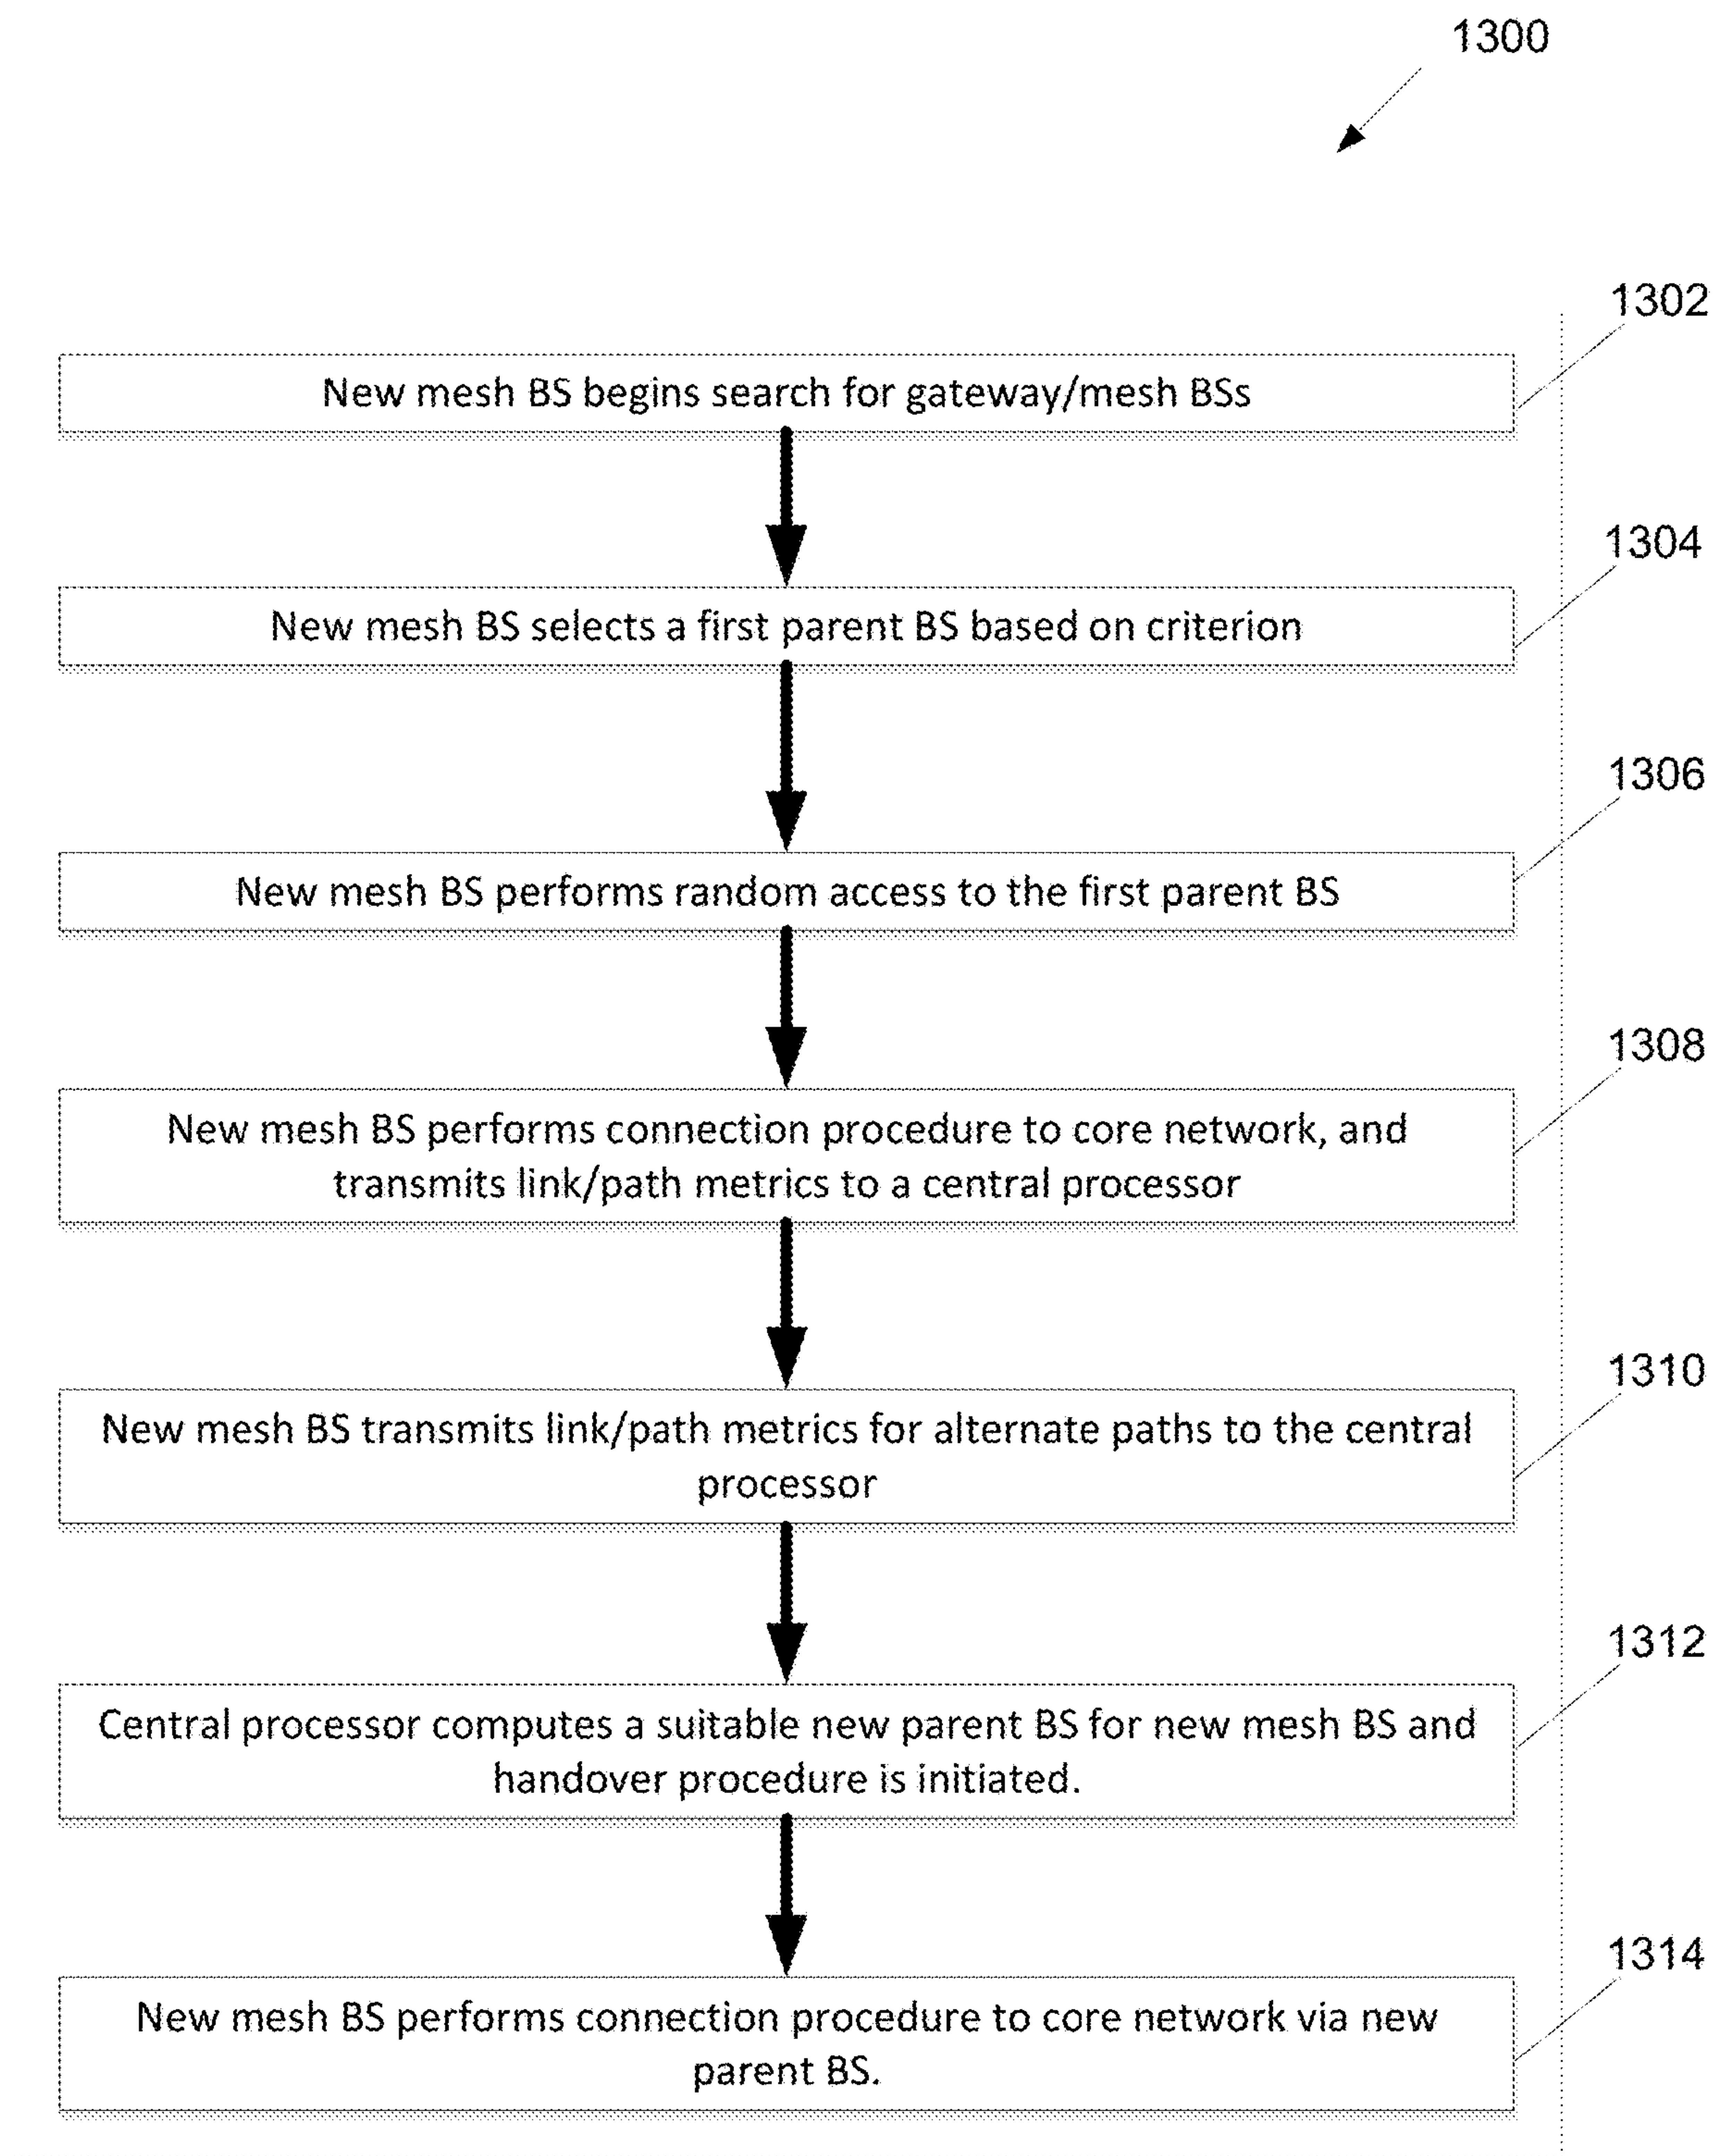 1300
1302
New mesh BS begins search for gateway/mesh BSs
1304
New mesh BS selects a first parent BS based on criterion
1306
New mesh BS performs random access to the first parent BS
1308
New mesh BS performs connection procedure to core network, and
transmits link/path metrics to a central processor
1310
New mesh BS transmits link/path metrics for alternate paths to the central
processor
1312
Central processor computes a suitable new parent BS for new mesh BS and
handover procedure is initiated.
1314
New mesh BS performs connection procedure to core network via new
parent BS.